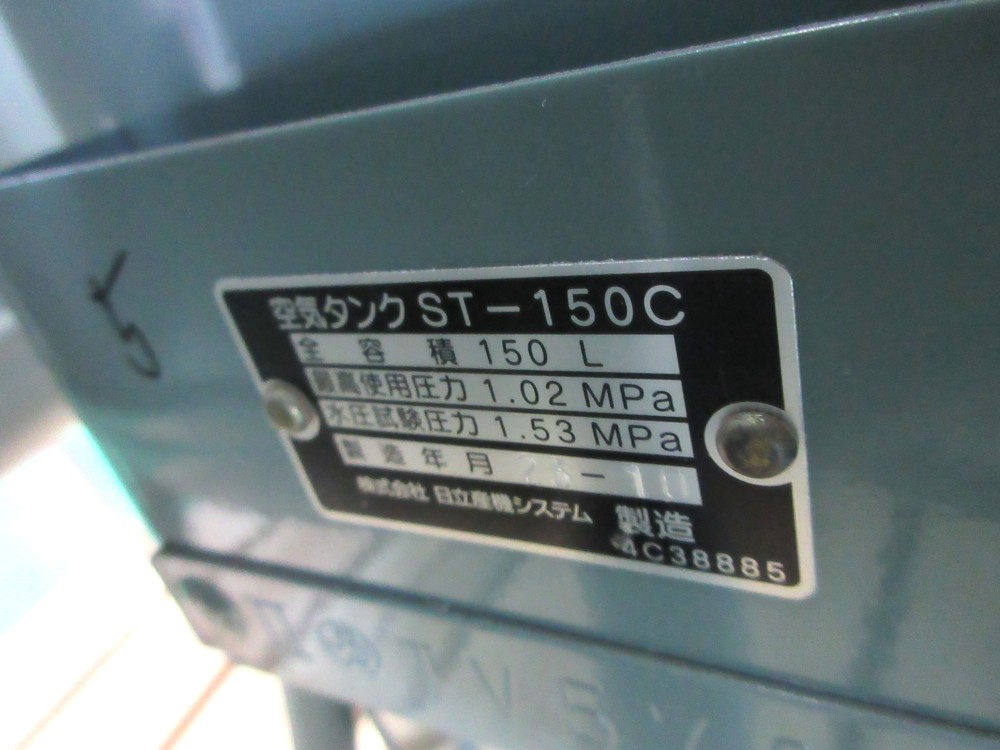 空気タンク ST-150C
全容積 150 L
最高使用圧力 1.02 MPa
水圧試験圧力 1.53 MPa
製造年月 -10
株式会社 日立産機システム 製造
4C38885